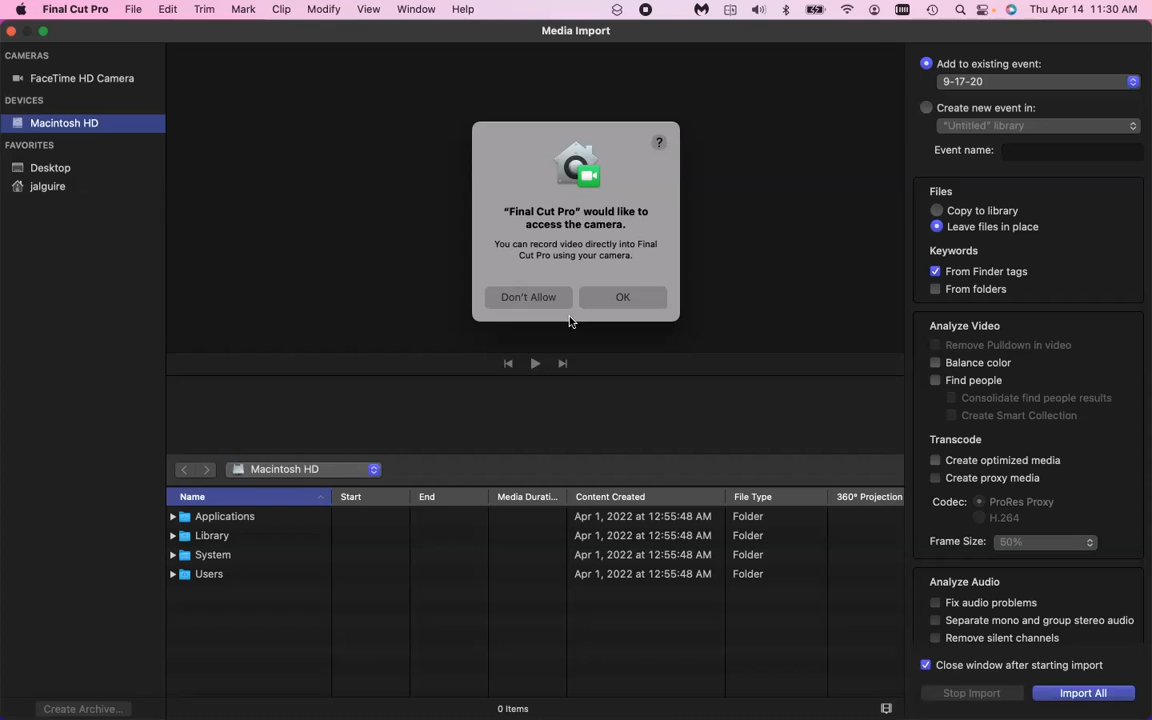 Final Cut Pro File Edit Trim Mark Clip Modify View Window Help Thu Apr 14 11:30 AM
Media Import
CAMERAS
FaceTime HD Camera
DEVICES
Macintosh HD
FAVORITES
Desktop
jalguire
?
“Final Cut Pro” would like to
access the camera.
You can record video directly into Final
Cut Pro using your camera.
Don't Allow OK
Macintosh HD
Name Start End Media Durati... Content Created File Type 360° Projection
Applications Apr 1, 2022 at 12:55:48 AM Folder
Library Apr 1, 2022 at 12:55:48 AM Folder
System Apr 1, 2022 at 12:55:48 AM Folder
Users Apr 1, 2022 at 12:55:48 AM Folder
Create Archive...
0 Items
Add to existing event:
9-17-20
Create new event in:
“Untitled” library
Event name:
Files
Copy to library
Leave files in place
Keywords
From Finder tags
From folders
Analyze Video
Remove Pulldown in video
Balance color
Find people
Consolidate find people results
Create Smart Collection
Transcode
Create optimized media
Create proxy media
Codec: ProRes Proxy
H.264
Frame Size: 50%
Analyze Audio
Fix audio problems
Separate mono and group stereo audio
Remove silent channels
Close window after starting import
Stop Import Import All